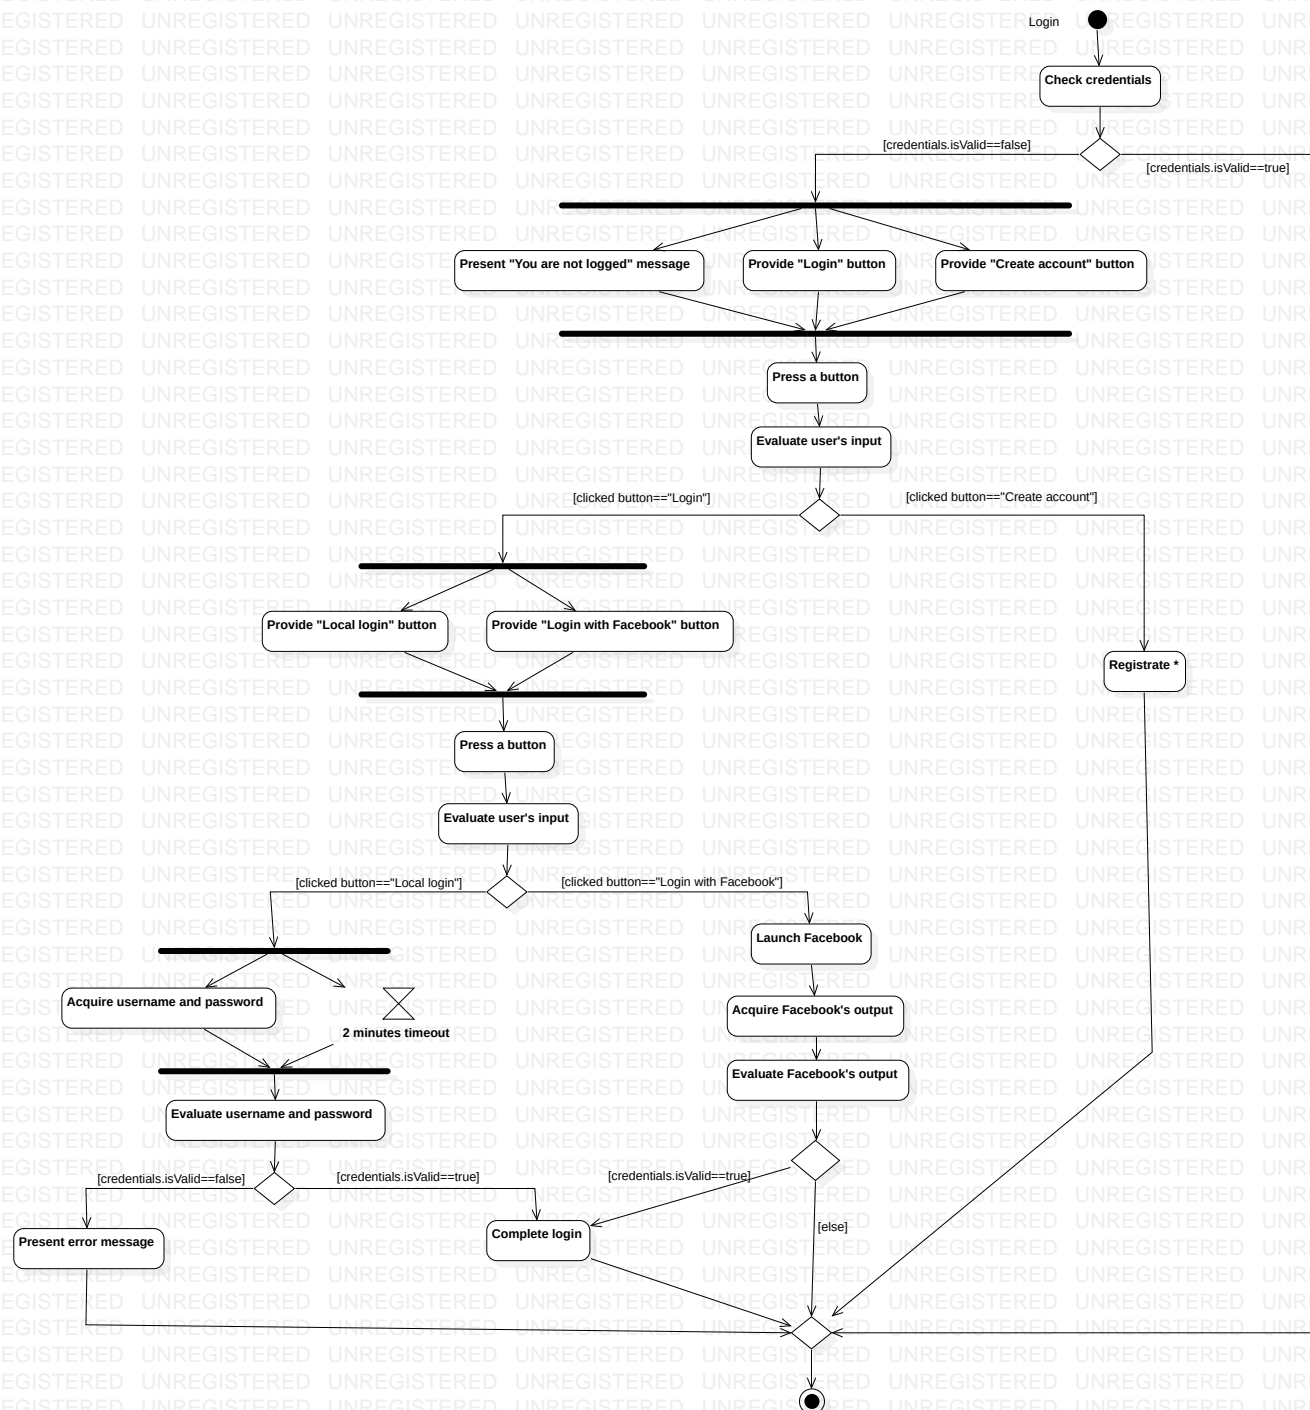 Login
Check credentials
[credentials.isValid==false]
[credentials.isValid==true]
Present "You are not logged" message
Provide "Login" button
Provide "Create account" button
Press a button
Evaluate user's input
[clicked button=="Login"]
[clicked button=="Create account"]
Provide "Local login" button
Provide "Login with Facebook" button
Registrate *
Press a button
Evaluate user's input
[clicked button=="Local login"]
[clicked button=="Login with Facebook"]
Launch Facebook
Acquire username and password
2 minutes timeout
Acquire Facebook's output
Evaluate Facebook's output
Evaluate username and password
[credentials.isValid==false]
[credentials.isValid==true]
[credentials.isValid==true]
[else]
Present error message
Complete login
UNREGISTERED